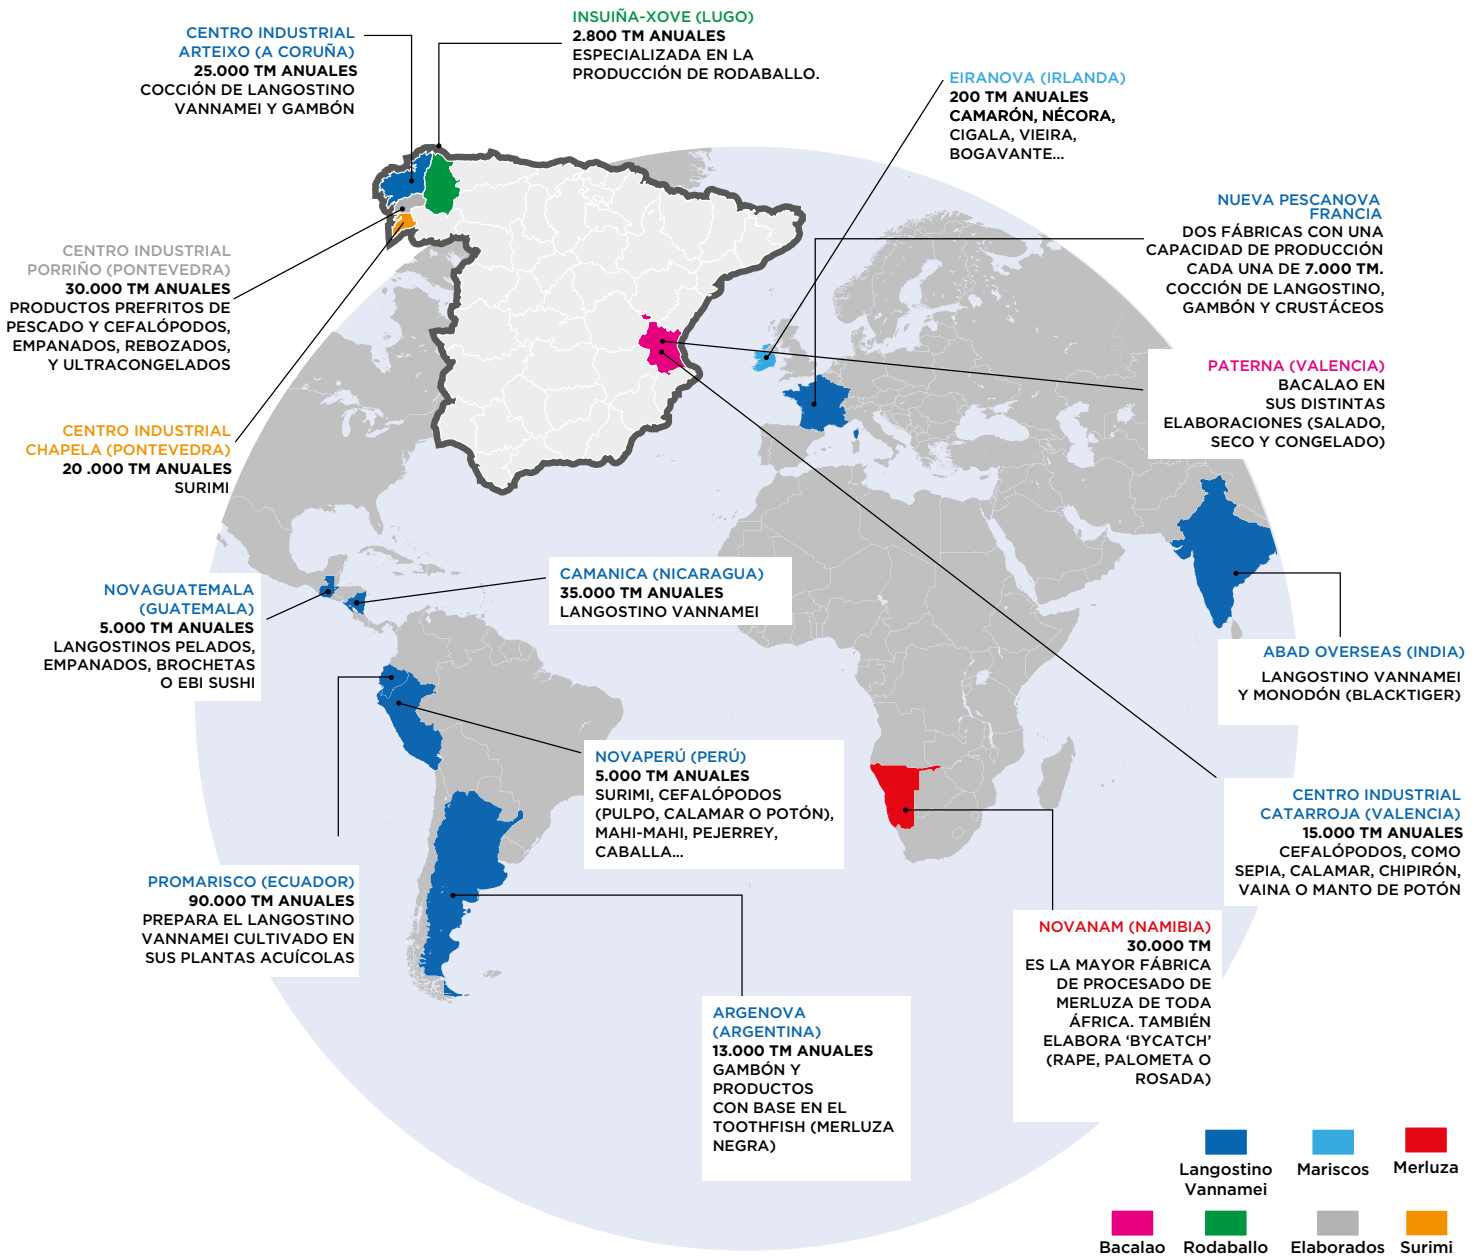 CENTRO INDUSTRIAL
ARTEIXO (A CORUÑA)
25.000 TM ANUALES
COCCIÓN DE LANGOSTINO
VANNAMEI Y GAMBÓN
INSUIÑA-XOVE (LUGO)
2.800 TM ANUALES
ESPECIALIZADA EN LA
PRODUCCIÓN DE RODABALLO.
EIRANOVA (IRLANDA)
200 TM ANUALES
CAMARÓN, NÉCORA,
CIGALA, VIEIRA,
BOGAVANTE...
NUEVA PESCANOVA
FRANCIA
DOS FÁBRICAS CON UNA
CAPACIDAD DE PRODUCCIÓN
CADA UNA DE 7.000 TM.
COCCIÓN DE LANGOSTINO,
GAMBÓN Y CRUSTÁCEOS
CENTRO INDUSTRIAL
PORRIÑO (PONTEVEDRA)
30.000 TM ANUALES
PRODUCTOS PREFRITOS DE
PESCADO Y CEFALÓPODOS,
EMPANADOS, REBOZADOS,
Y ULTRACONGELADOS
PATERNA (VALENCIA)
BACALAO EN
SUS DISTINTAS
ELABORACIONES (SALADO,
SECO Y CONGELADO)
CENTRO INDUSTRIAL
CHAPELA (PONTEVEDRA)
20 .000 TM ANUALES
SURIMI
NOVAGUATEMALA
(GUATEMALA)
5.000 TM ANUALES
LANGOSTINOS PELADOS,
EMPANADOS, BROCHETAS
O EBI SUSHI
CAMANICA (NICARAGUA)
35.000 TM ANUALES
LANGOSTINO VANNAMEI
ABAD OVERSEAS (INDIA)
LANGOSTINO VANNAMEI
Y MONODÓN (BLACKTIGER)
NOVAPERÚ (PERÚ)
5.000 TM ANUALES
SURIMI, CEFALÓPODOS
(PULPO, CALAMAR O POTÓN),
MAHI-MAHI, PEJERREY,
CABALLA...
CENTRO INDUSTRIAL
CATARROJA (VALENCIA)
15.000 TM ANUALES
CEFALÓPODOS, COMO
SEPIA, CALAMAR, CHIPIRÓN,
VAINA O MANTO DE POTÓN
PROMARISCO (ECUADOR)
90.000 TM ANUALES
PREPARA EL LANGOSTINO
VANNAMEI CULTIVADO EN
SUS PLANTAS ACUÍCOLAS
NOVANAM (NAMIBIA)
30.000 TM
ES LA MAYOR FÁBRICA
DE PROCESADO DE
MERLUZA DE TODA
ÁFRICA. TAMBIÉN
ELABORA ‘BYCATCH’
(RAPE, PALOMETA O
ROSADA)
ARGENOVA
(ARGENTINA)
13.000 TM ANUALES
GAMBÓN Y
PRODUCTOS
CON BASE EN EL
TOOTHFISH (MERLUZA
NEGRA)
Langostino
Vannamei
Mariscos
Merluza
Bacalao
Rodaballo
Elaborados
Surimi